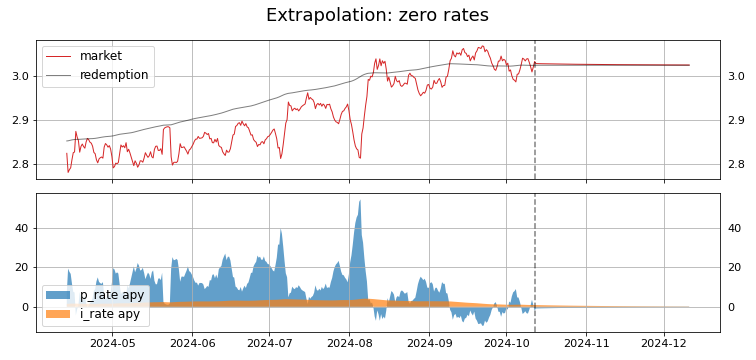 Extrapolation: zero rates
market
redemption
3.0
2.9
2.8
3.0
2.9
2.8
p_rate apy
i_rate apy
40
20
0
40
20
0
2024-05 2024-06 2024-07 2024-08 2024-09 2024-10 2024-11 2024-12